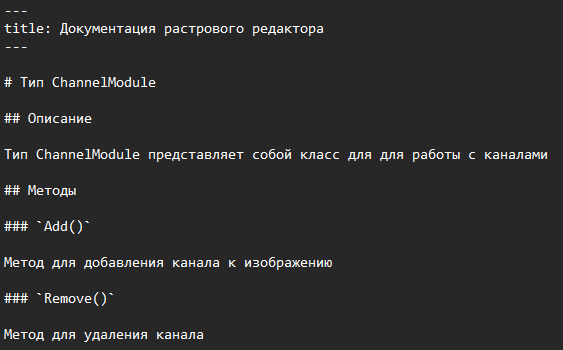 ---
title: Документация растрового редактора
---
# Тип ChannelModule
## Описание
Тип ChannelModule представляет собой класс для для работы с каналами
## Методы
### `Add()`
Метод для добавления канала к изображению
### `Remove()`
Метод для удаления канала